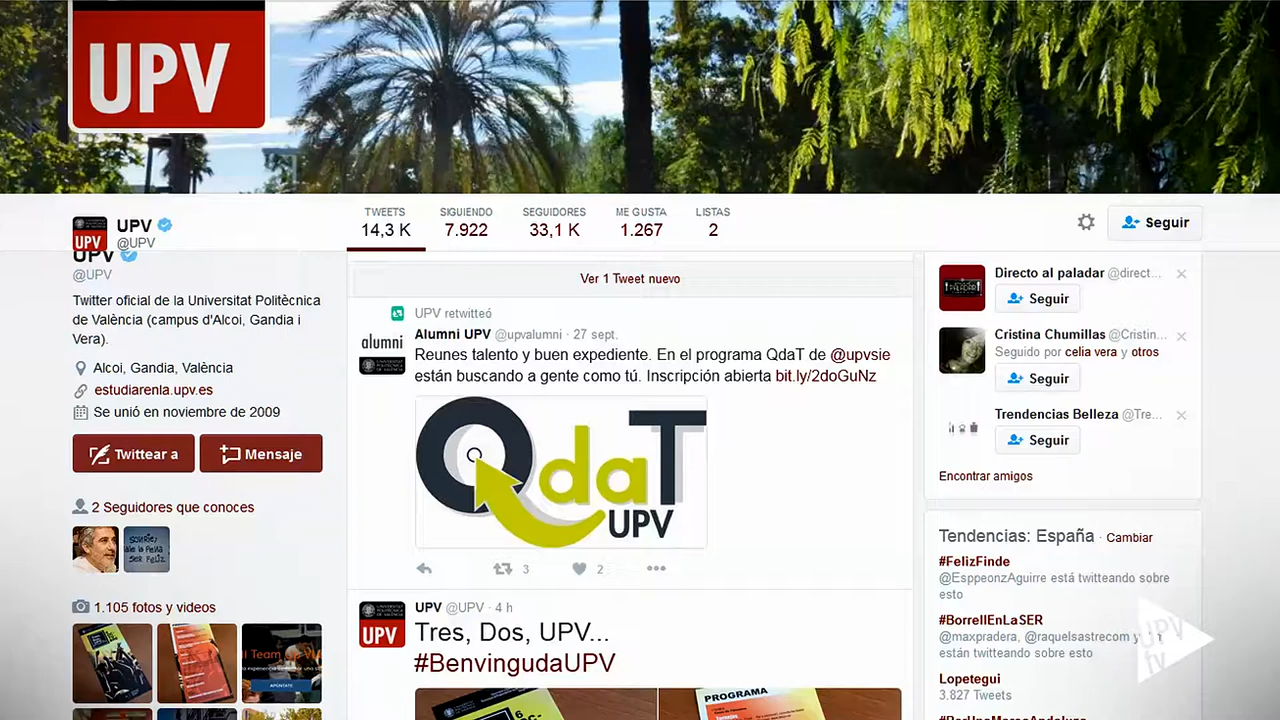 UPV
UPV
@UPV
UPV
UPV
@UPV
Twitter oficial de la Universitat Politècnica
de València (campus d'Alcoi, Gandia i
Vera).
Alcoi, Gandia, València
estudiarenla.upv.es
Se unió en noviembre de 2009
Twittear a
Mensaje
2 Seguidores que conoces
SONRÍE,
1.105 fotos y videos
TWEETS
14,3 K
SIGUIENDO
7.922
SEGUIDORES
33,1 K
ME GUSTA
1.267
LISTAS
2
Seguir
Ver 1 Tweet nuevo
UPV retwitteó
alumni
Alumni UPV @upvalumni · 27 sept.
Reunes talento y buen expediente. En el programa QdaT de @upvsie
están buscando a gente como tú. Inscripción abierta bit.ly/2doGuNz
QdaT
UPV
3
2
UPV
UPV @UPV · 4 h
Tres, Dos, UPV...
#BenvingudaUPV
PROGRAMA
Directo al paladar @direct...
Seguir
Cristina Chumillas @Cristin...
Seguido por celia vera y otros
Seguir
Trendencias Belleza @Tre...
Seguir
Encontrar amigos
Tendencias: España · Cambiar
#FelizFinde
@EsppeonzAguirre está twitteando sobre
esto
#BorrellEnLaSER
@maxpradera, @raquelsastrecom y
están twitteando sobre esto
Lopetegui
3.827 Tweets
UPV
tv